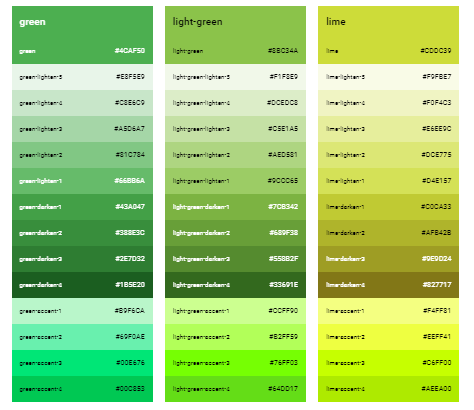 green
green #4CAF50
green-lighten-5 #E8F5E9
green-lighten-4 #C8E6C9
green-lighten-3 #A5D6A7
green-lighten-2 #81C784
green-lighten-1 #66BB6A
green-darken-1 #43A047
green-darken-2 #388E3C
green-darken-3 #2E7D32
green-darken-4 #1B5E20
green-accent-1 #B9F6CA
green-accent-2 #69F0AE
green-accent-3 #00E676
green-accent-4 #00C853
light-green
light-green #8BC34A
light-green-lighten-5 #F1F8E9
light-green-lighten-4 #DCEDC8
light-green-lighten-3 #C5E1A5
light-green-lighten-2 #AED581
light-green-lighten-1 #9CCC65
light-green-darken-1 #7CB342
light-green-darken-2 #689F38
light-green-darken-3 #558B2F
light-green-darken-4 #33691E
light-green-accent-1 #CCFF90
light-green-accent-2 #B2FF59
light-green-accent-3 #76FF03
light-green-accent-4 #64DD17
lime
lime #CDDC39
lime-lighten-5 #F9FBE7
lime-lighten-4 #F0F4C3
lime-lighten-3 #E6EE9C
lime-lighten-2 #DCE775
lime-lighten-1 #D4E157
lime-darken-1 #C0CA33
lime-darken-2 #AFB42B
lime-darken-3 #9E9D24
lime-darken-4 #827717
lime-accent-1 #F4FF81
lime-accent-2 #EEFF41
lime-accent-3 #C6FF00
lime-accent-4 #AEEA00